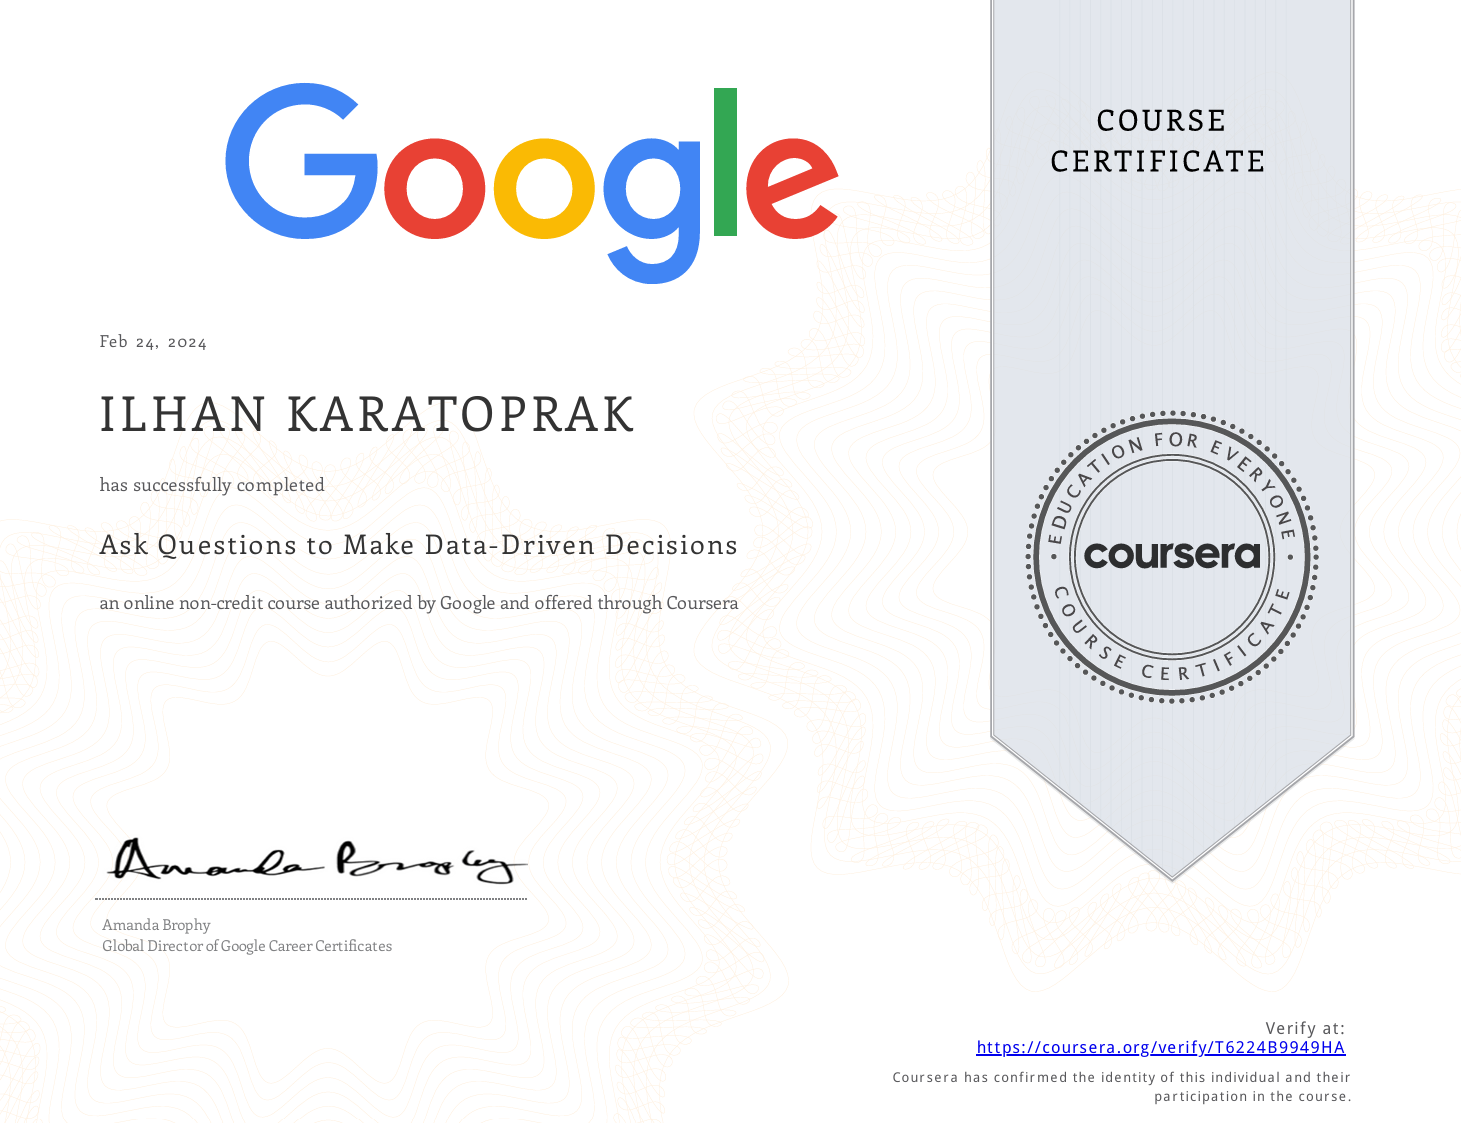 Google
COURSE
CERTIFICATE
Feb 24, 2024
ILHAN KARATOPRAK
has successfully completed
Ask Questions to Make Data-Driven Decisions
an online non-credit course authorized by Google and offered through Coursera
EDUCATION FOR EVERYONE
coursera
COURSE CERTIFICATE
Amanda Brophy
Amanda Brophy
Global Director of Google Career Certificates
Verify at:
https://coursera.org/verify/T6224B9949HA
Coursera has confirmed the identity of this individual and their
participation in the course.